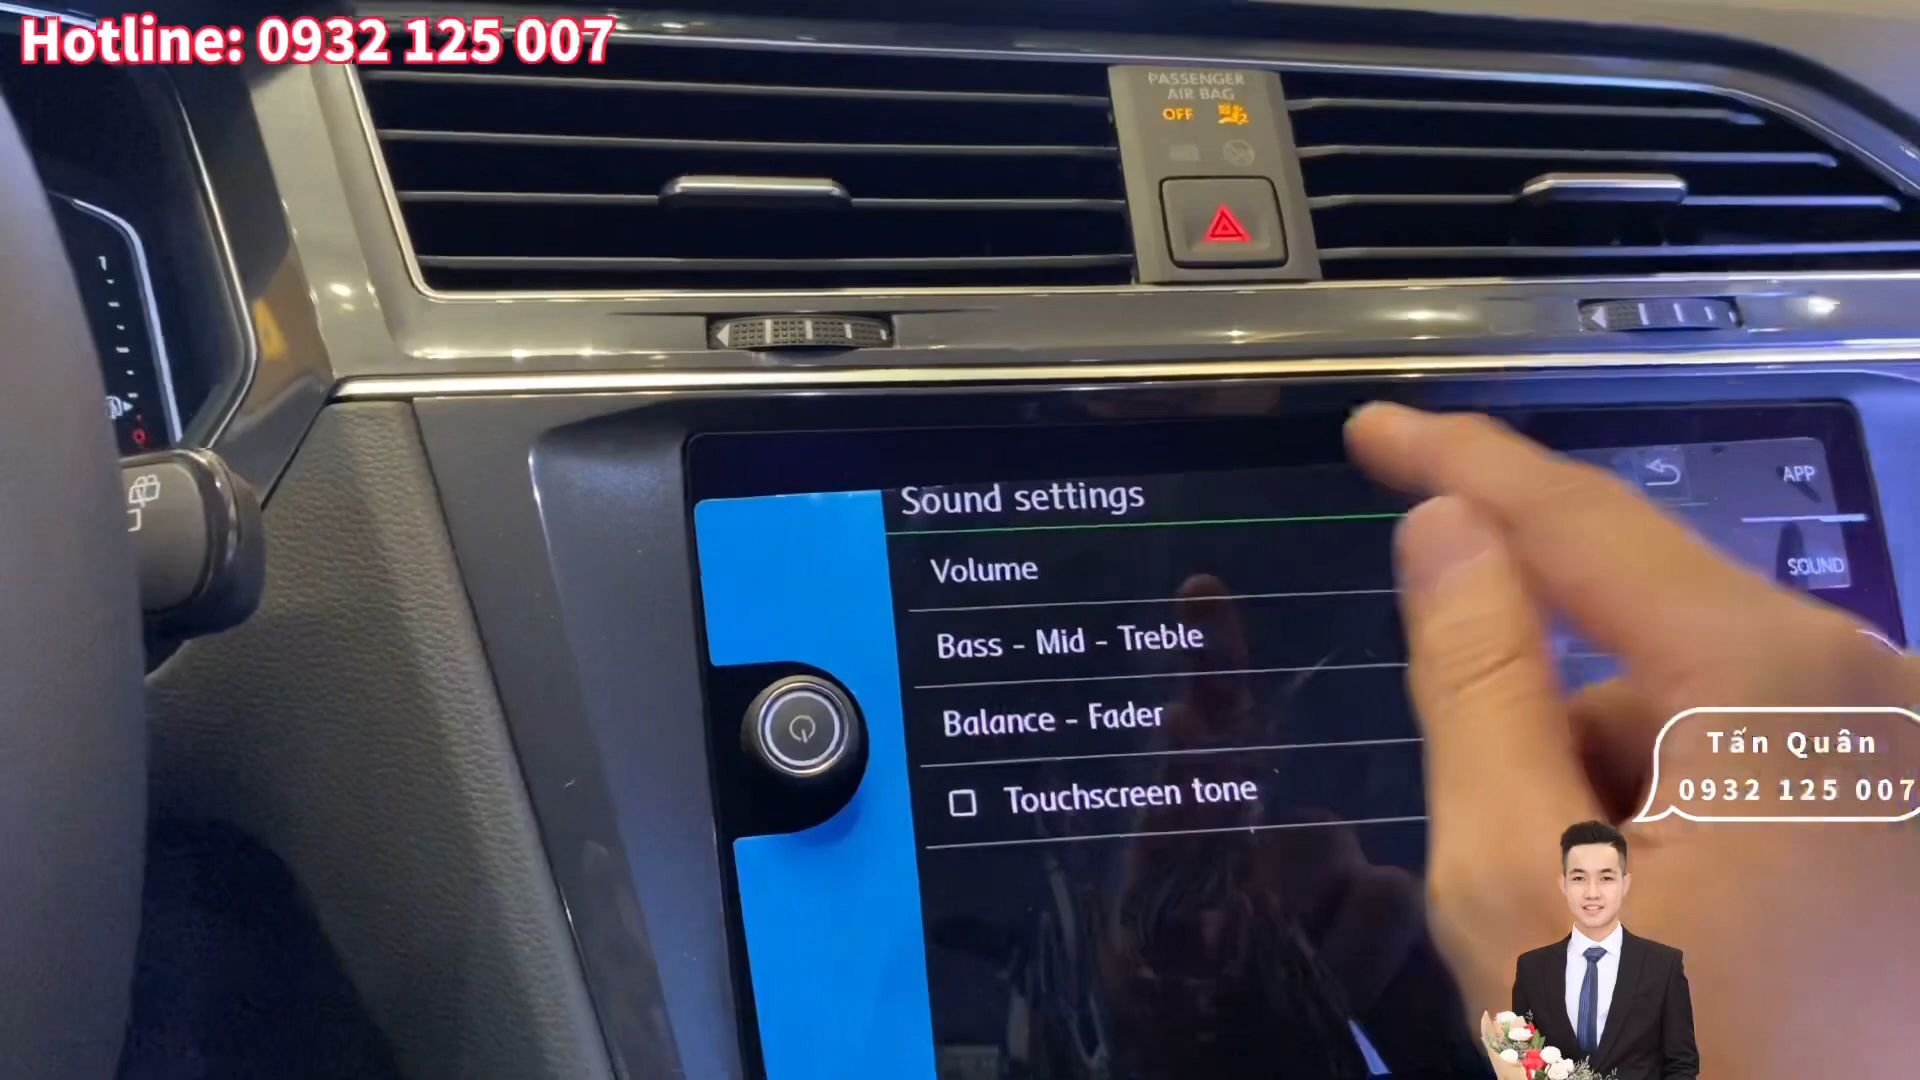 Hotline: 0932 125 007
PASSENGER
AIR BAG
OFF
Sound settings
APP
Volume
SOUND
Bass - Mid - Treble
Balance - Fader
Touchscreen tone
Tấn Quân
0932 125 007